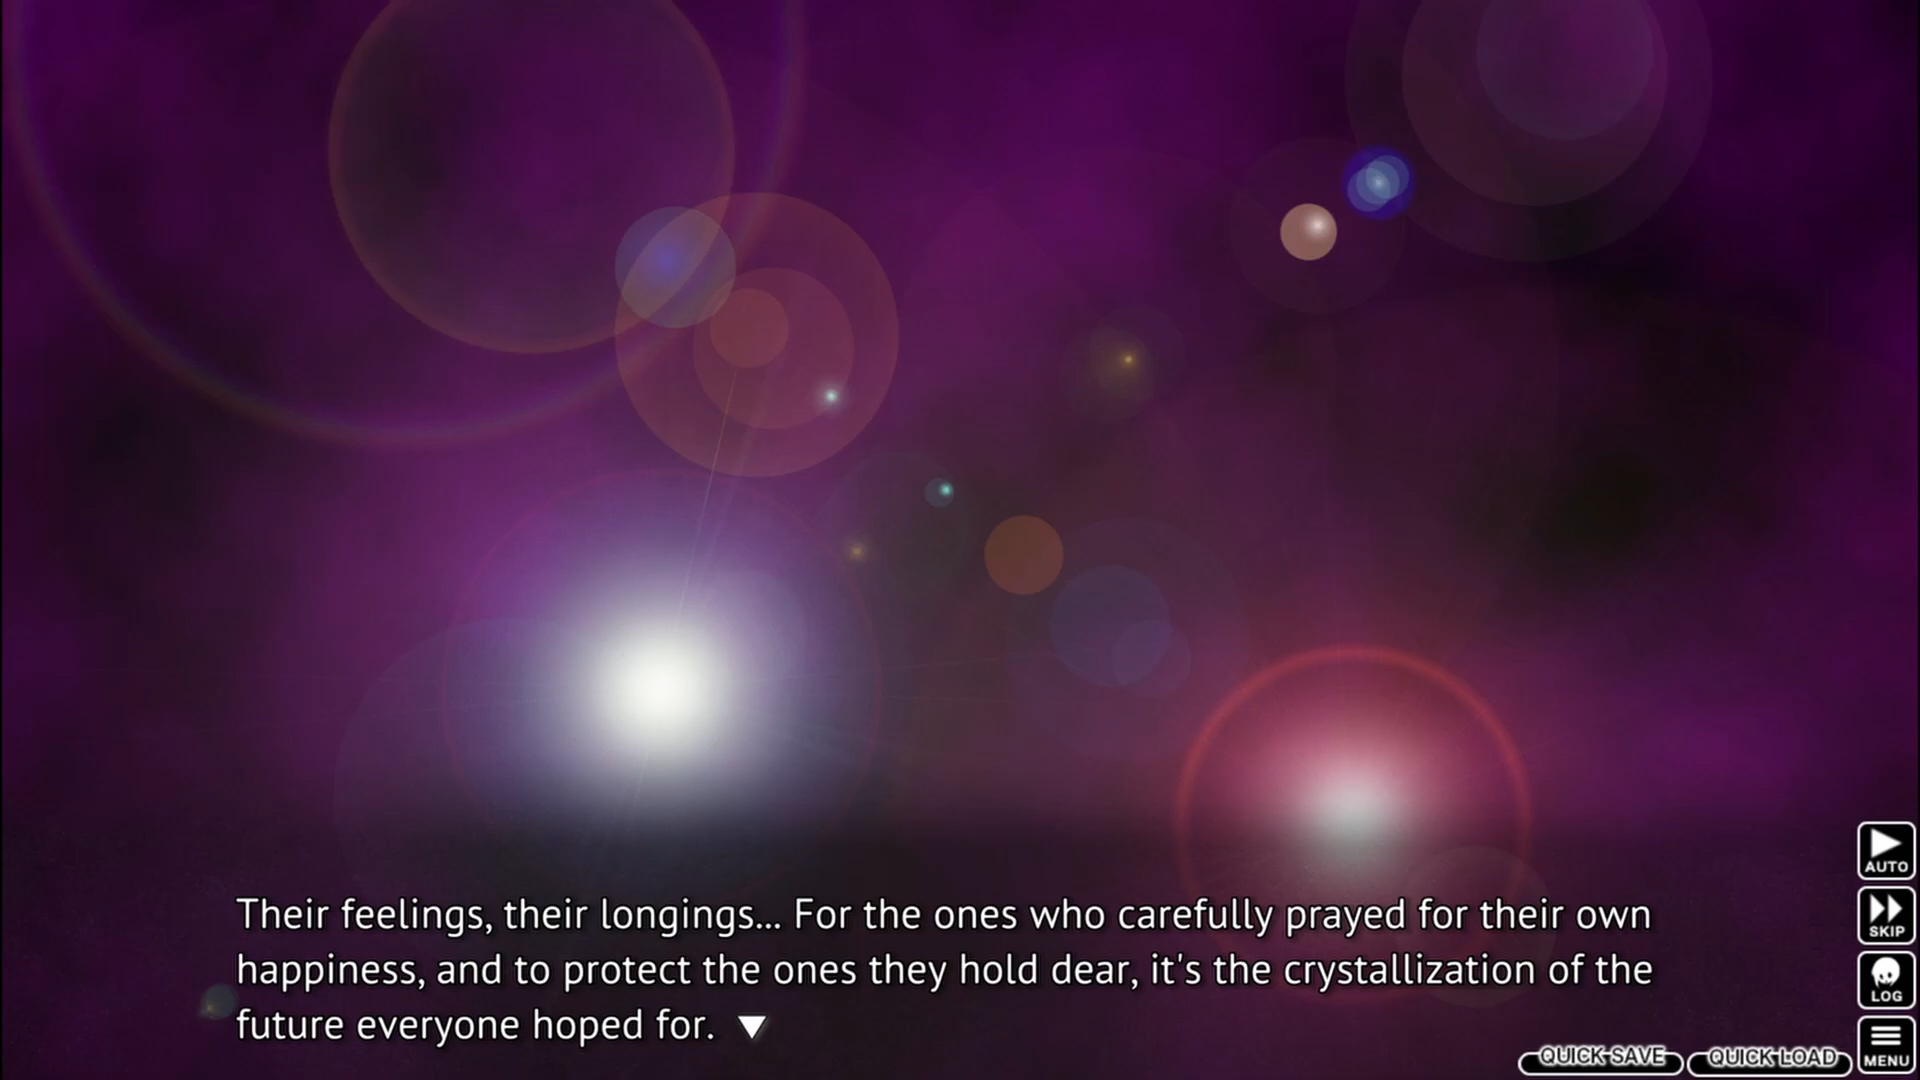 Their feelings, their longings... For the ones who carefully prayed for their own
happiness, and to protect the ones they hold dear, it's the crystallization of the
future everyone hoped for.
AUTO
SKIP
LOG
MENU
QUICK SAVE
QUICK LOAD